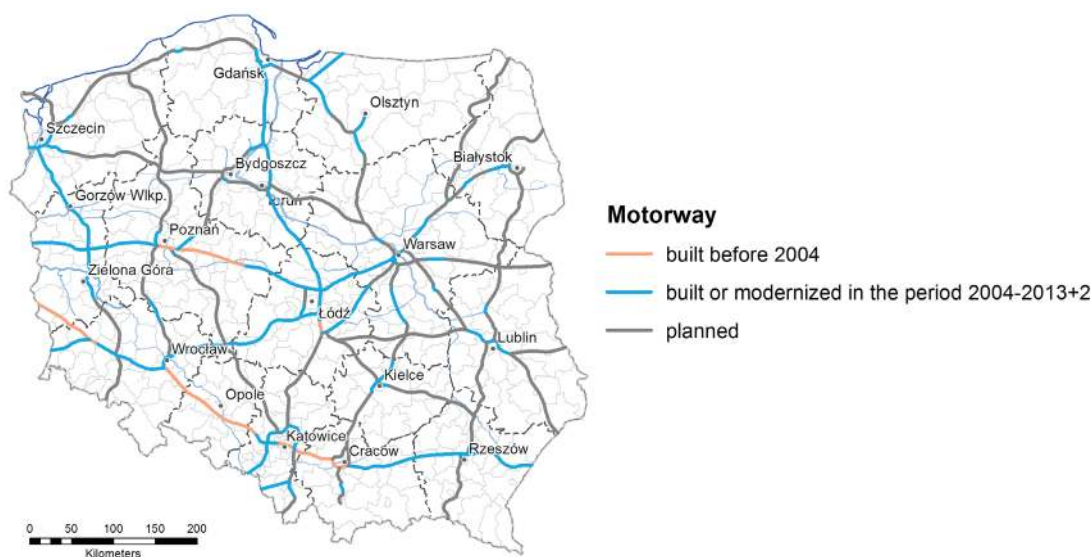 Gdańsk
Olsztyn
Szczecin
Białystok
Bydgoszcz
Gorzów Wlkp.
Poznań
Warsaw
Zielona Góra
Łódź
Lublin
Wrocław
Kielce
Opole
Katowice
Craców
Rzeszów
0 50 100 150 200
Kilometers
Motorway
built before 2004
built or modernized in the period 2004-2013+2
planned